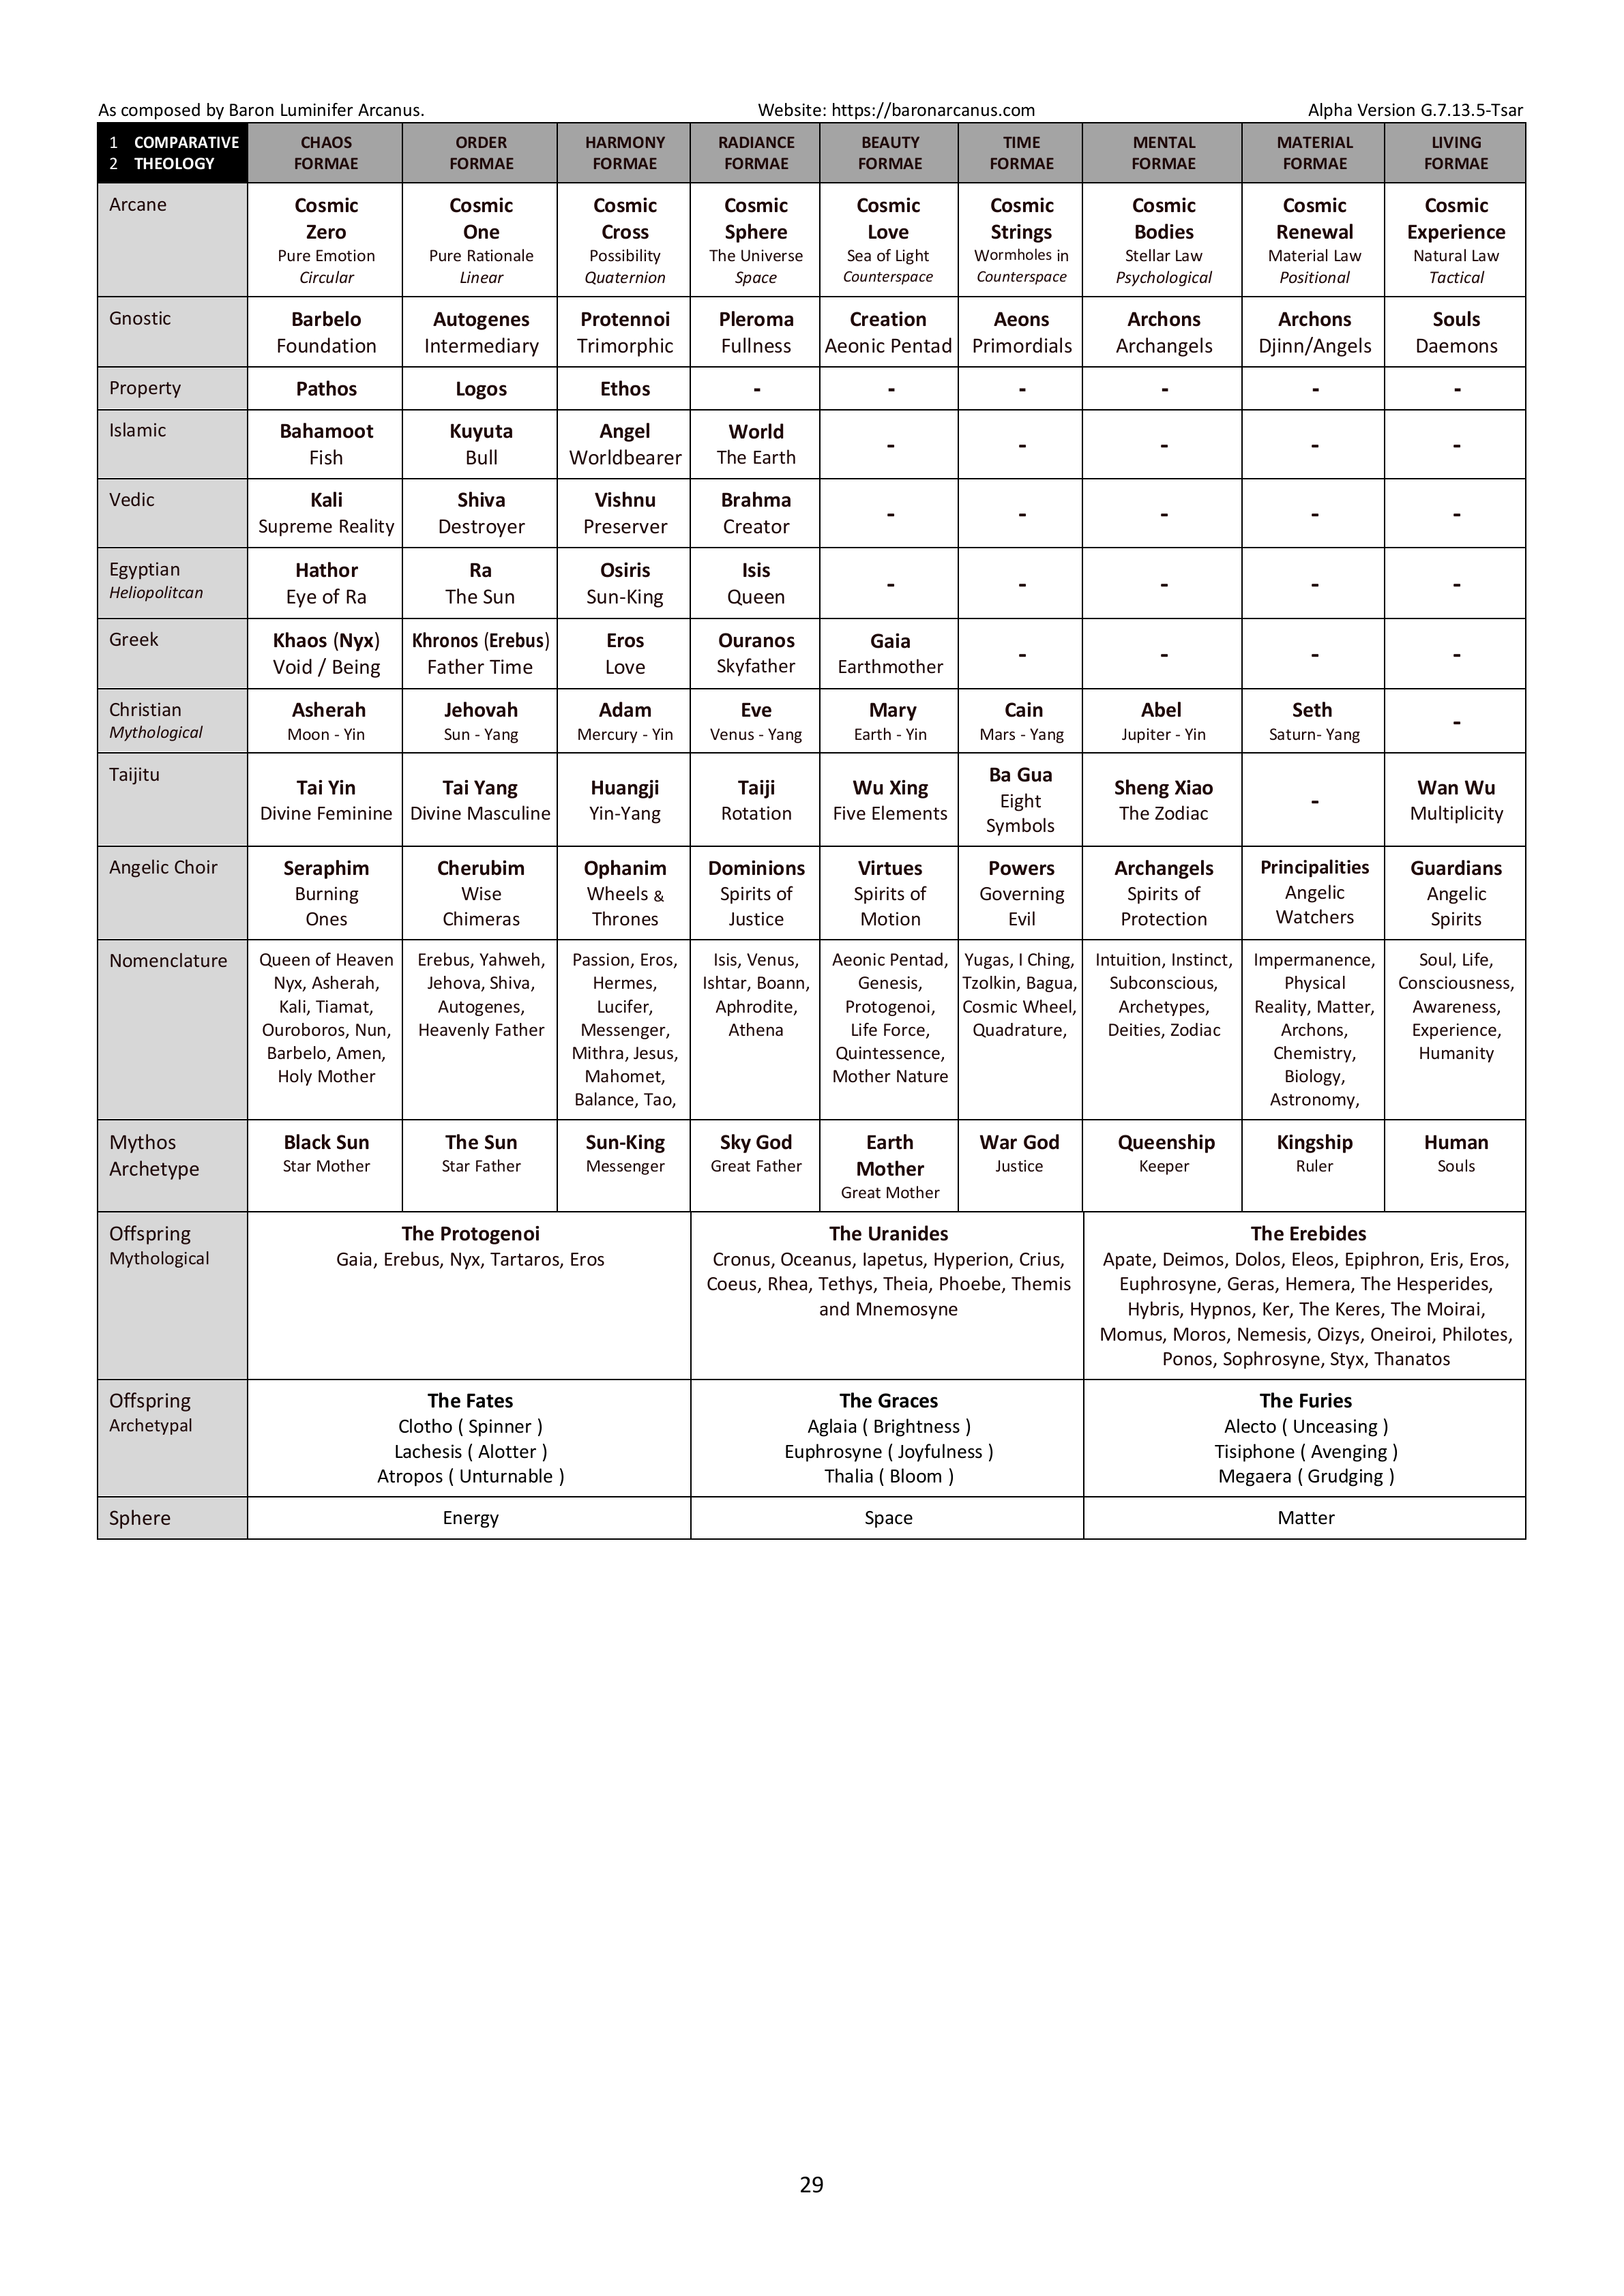 As composed by Baron Luminifer Arcanus. Website: https://baronarcanus.com Alpha Version G.7.13.5-Tsar
1 COMPARATIVE
2 THEOLOGY
CHAOS
FORMAE
ORDER
FORMAE
HARMONY
FORMAE
RADIANCE
FORMAE
BEAUTY
FORMAE
TIME
FORMAE
MENTAL
FORMAE
MATERIAL
FORMAE
LIVING
FORMAE
Arcane
Cosmic
Zero
Pure Emotion
Circular
Cosmic
One
Pure Rationale
Linear
Cosmic
Cross
Possibility
Quaternion
Cosmic
Sphere
The Universe
Space
Cosmic
Love
Sea of Light
Counterspace
Cosmic
Strings
Wormholes in
Counterspace
Cosmic
Bodies
Stellar Law
Psychological
Cosmic
Renewal
Material Law
Positional
Cosmic
Experience
Natural Law
Tactical
Gnostic
Barbelo
Foundation
Autogenes
Intermediary
Protennoi
Trimorphic
Pleroma
Fullness
Creation
Aeonic Pentad
Aeons
Primordials
Archons
Archangels
Archons
Djinn/Angels
Souls
Daemons
Property
Pathos
Logos
Ethos
-
-
-
-
-
-
Islamic
Bahamoot
Fish
Kuyuta
Bull
Angel
Worldbearer
World
The Earth
-
-
-
-
-
Vedic
Kali
Supreme Reality
Shiva
Destroyer
Vishnu
Preserver
Brahma
Creator
-
-
-
-
-
Egyptian
Heliopolitcan
Hathor
Eye of Ra
Ra
The Sun
Osiris
Sun-King
Isis
Queen
-
-
-
-
-
Greek
Khaos (Nyx)
Void / Being
Khronos (Erebus)
Father Time
Eros
Love
Ouranos
Skyfather
Gaia
Earthmother
-
-
-
-
Christian
Mythological
Asherah
Moon - Yin
Jehovah
Sun - Yang
Adam
Mercury - Yin
Eve
Venus - Yang
Mary
Earth - Yin
Cain
Mars - Yang
Abel
Jupiter - Yin
Seth
Saturn- Yang
-
Taijitu
Tai Yin
Divine Feminine
Tai Yang
Divine Masculine
Huangji
Yin-Yang
Taiji
Rotation
Wu Xing
Five Elements
Ba Gua
Eight
Symbols
Sheng Xiao
The Zodiac
-
Wan Wu
Multiplicity
Angelic Choir
Seraphim
Burning
Ones
Cherubim
Wise
Chimeras
Ophanim
Wheels &
Thrones
Dominions
Spirits of
Justice
Virtues
Spirits of
Motion
Powers
Governing
Evil
Archangels
Spirits of
Protection
Principalities
Angelic
Watchers
Guardians
Angelic
Spirits
Nomenclature
Queen of Heaven
Nyx, Asherah,
Kali, Tiamat,
Ouroboros, Nun,
Barbelo, Amen,
Holy Mother
Erebus, Yahweh,
Jehova, Shiva,
Autogenes,
Heavenly Father
Passion, Eros,
Hermes,
Lucifer,
Messenger,
Mithra, Jesus,
Mahomet,
Balance, Tao,
Isis, Venus,
Ishtar, Boann,
Aphrodite,
Athena
Aeonic Pentad,
Genesis,
Protogenoi,
Life Force,
Quintessence,
Mother Nature
Yugas, I Ching,
Tzolkin, Bagua,
Cosmic Wheel,
Quadrature,
Intuition, Instinct,
Subconscious,
Archetypes,
Deities, Zodiac
Impermanence,
Physical
Reality, Matter,
Archons,
Chemistry,
Biology,
Astronomy,
Soul, Life,
Consciousness,
Awareness,
Experience,
Humanity
Mythos
Archetype
Black Sun
Star Mother
The Sun
Star Father
Sun-King
Messenger
Sky God
Great Father
Earth
Mother
Great Mother
War God
Justice
Queenship
Keeper
Kingship
Ruler
Human
Souls
Offspring
Mythological
The Protogenoi
Gaia, Erebus, Nyx, Tartaros, Eros
The Uranides
Cronus, Oceanus, Iapetus, Hyperion, Crius,
Coeus, Rhea, Tethys, Theia, Phoebe, Themis
and Mnemosyne
The Erebides
Apate, Deimos, Dolos, Eleos, Epiphron, Eris, Eros,
Euphrosyne, Geras, Hemera, The Hesperides,
Hybris, Hypnos, Ker, The Keres, The Moirai,
Momus, Moros, Nemesis, Oizys, Oneiroi, Philotes,
Ponos, Sophrosyne, Styx, Thanatos
Offspring
Archetypal
The Fates
Clotho ( Spinner )
Lachesis ( Alotter )
Atropos ( Unturnable )
The Graces
Aglaia ( Brightness )
Euphrosyne ( Joyfulness )
Thalia ( Bloom )
The Furies
Alecto ( Unceasing )
Tisiphone ( Avenging )
Megaera ( Grudging )
Sphere
Energy
Space
Matter
29